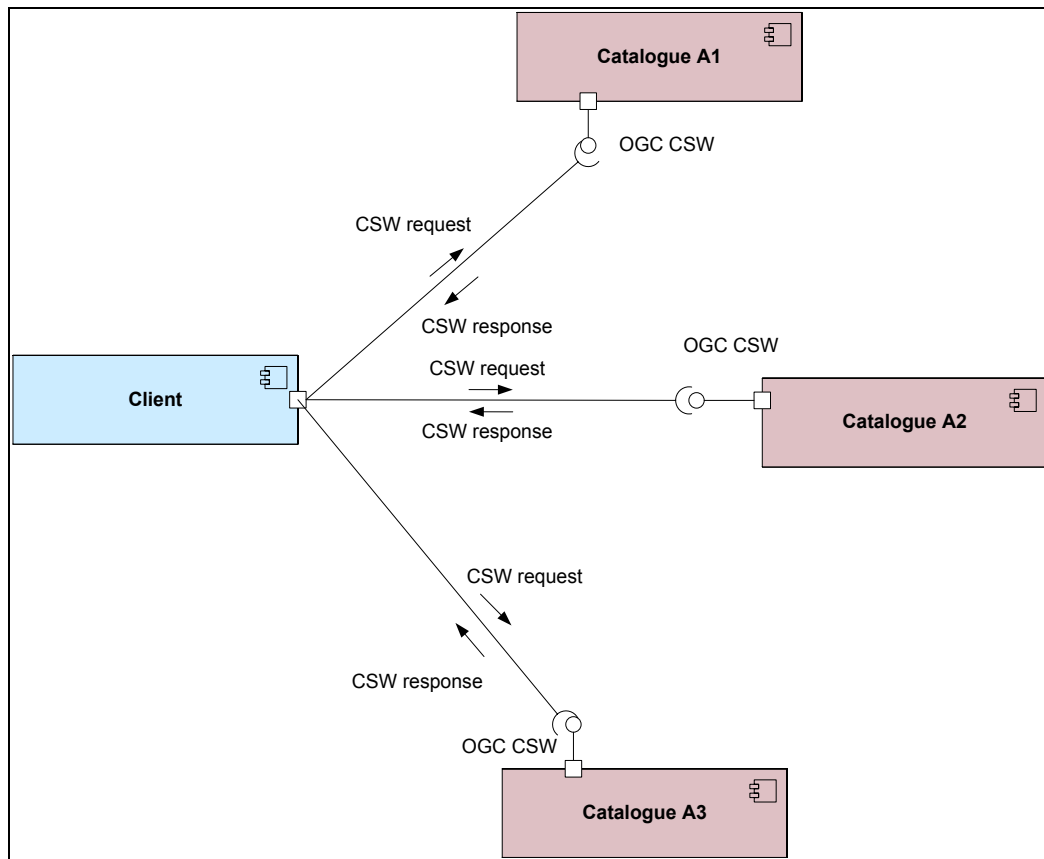 Catalogue A1
OGC CSW
CSW request
CSW response
OGC CSW
CSW request
Client
Catalogue A2
CSW response
CSW request
CSW response
OGC CSW
Catalogue A3